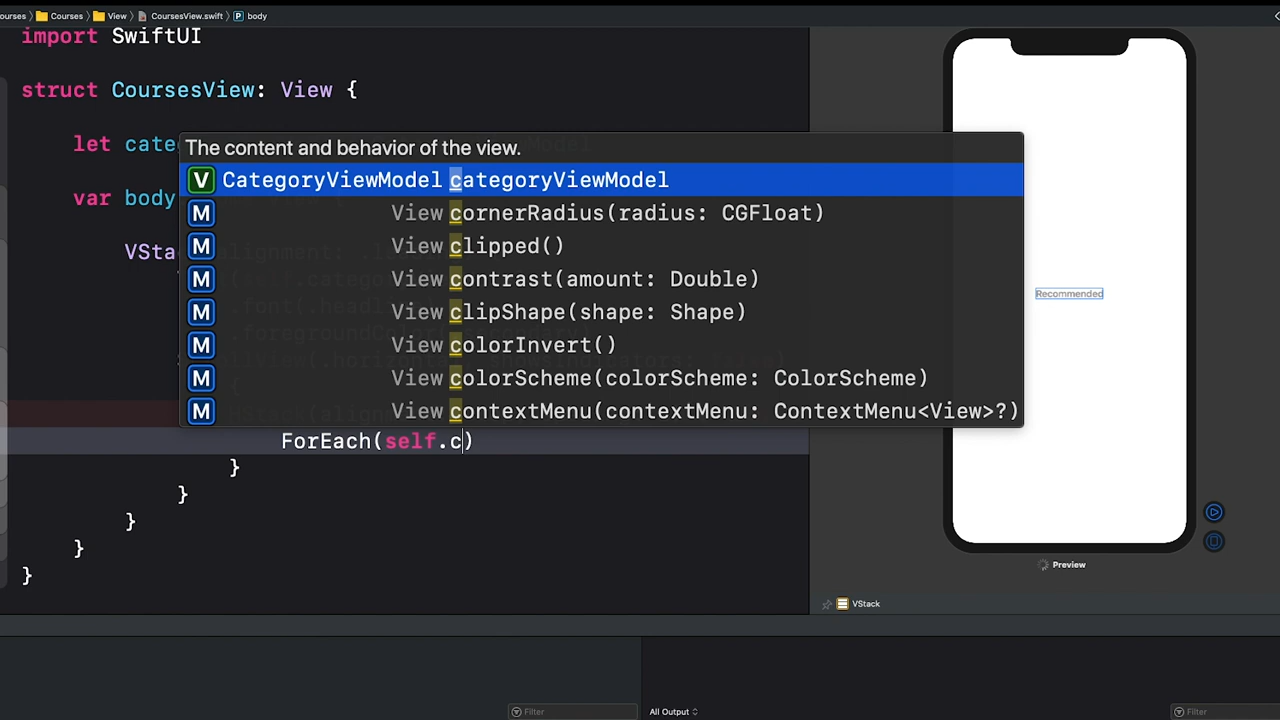 ourses 〉 Courses 〉 View 〉 CoursesView.swift 〉 P body
import SwiftUI
struct CoursesView: View {
let cate
The content and behavior of the view.
V CategoryViewModel categoryViewModel
var body
M View cornerRadius(radius: CGFloat)
VSta
M View clipped()
M View contrast(amount: Double)
M View clipShape(shape: Shape)
M View colorInvert()
M View colorScheme(colorScheme: ColorScheme)
M View contextMenu(contextMenu: ContextMenu<View>?)
ForEach(self.c)
}
}
}
}
}
Recommended
Preview
VStack
Filter
All Output
Filter